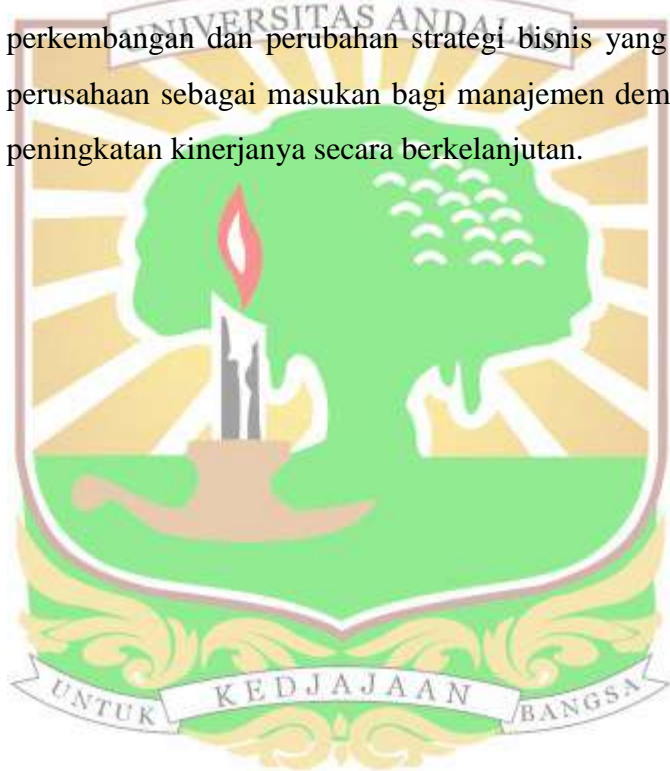 UNIVERSITAS ANDALAS
perkembangan dan perubahan strategi bisnis yang
perusahaan sebagai masukan bagi manajemen dem
peningkatan kinerjanya secara berkelanjutan.
UNTUK KEDJAJAAN BANGSA